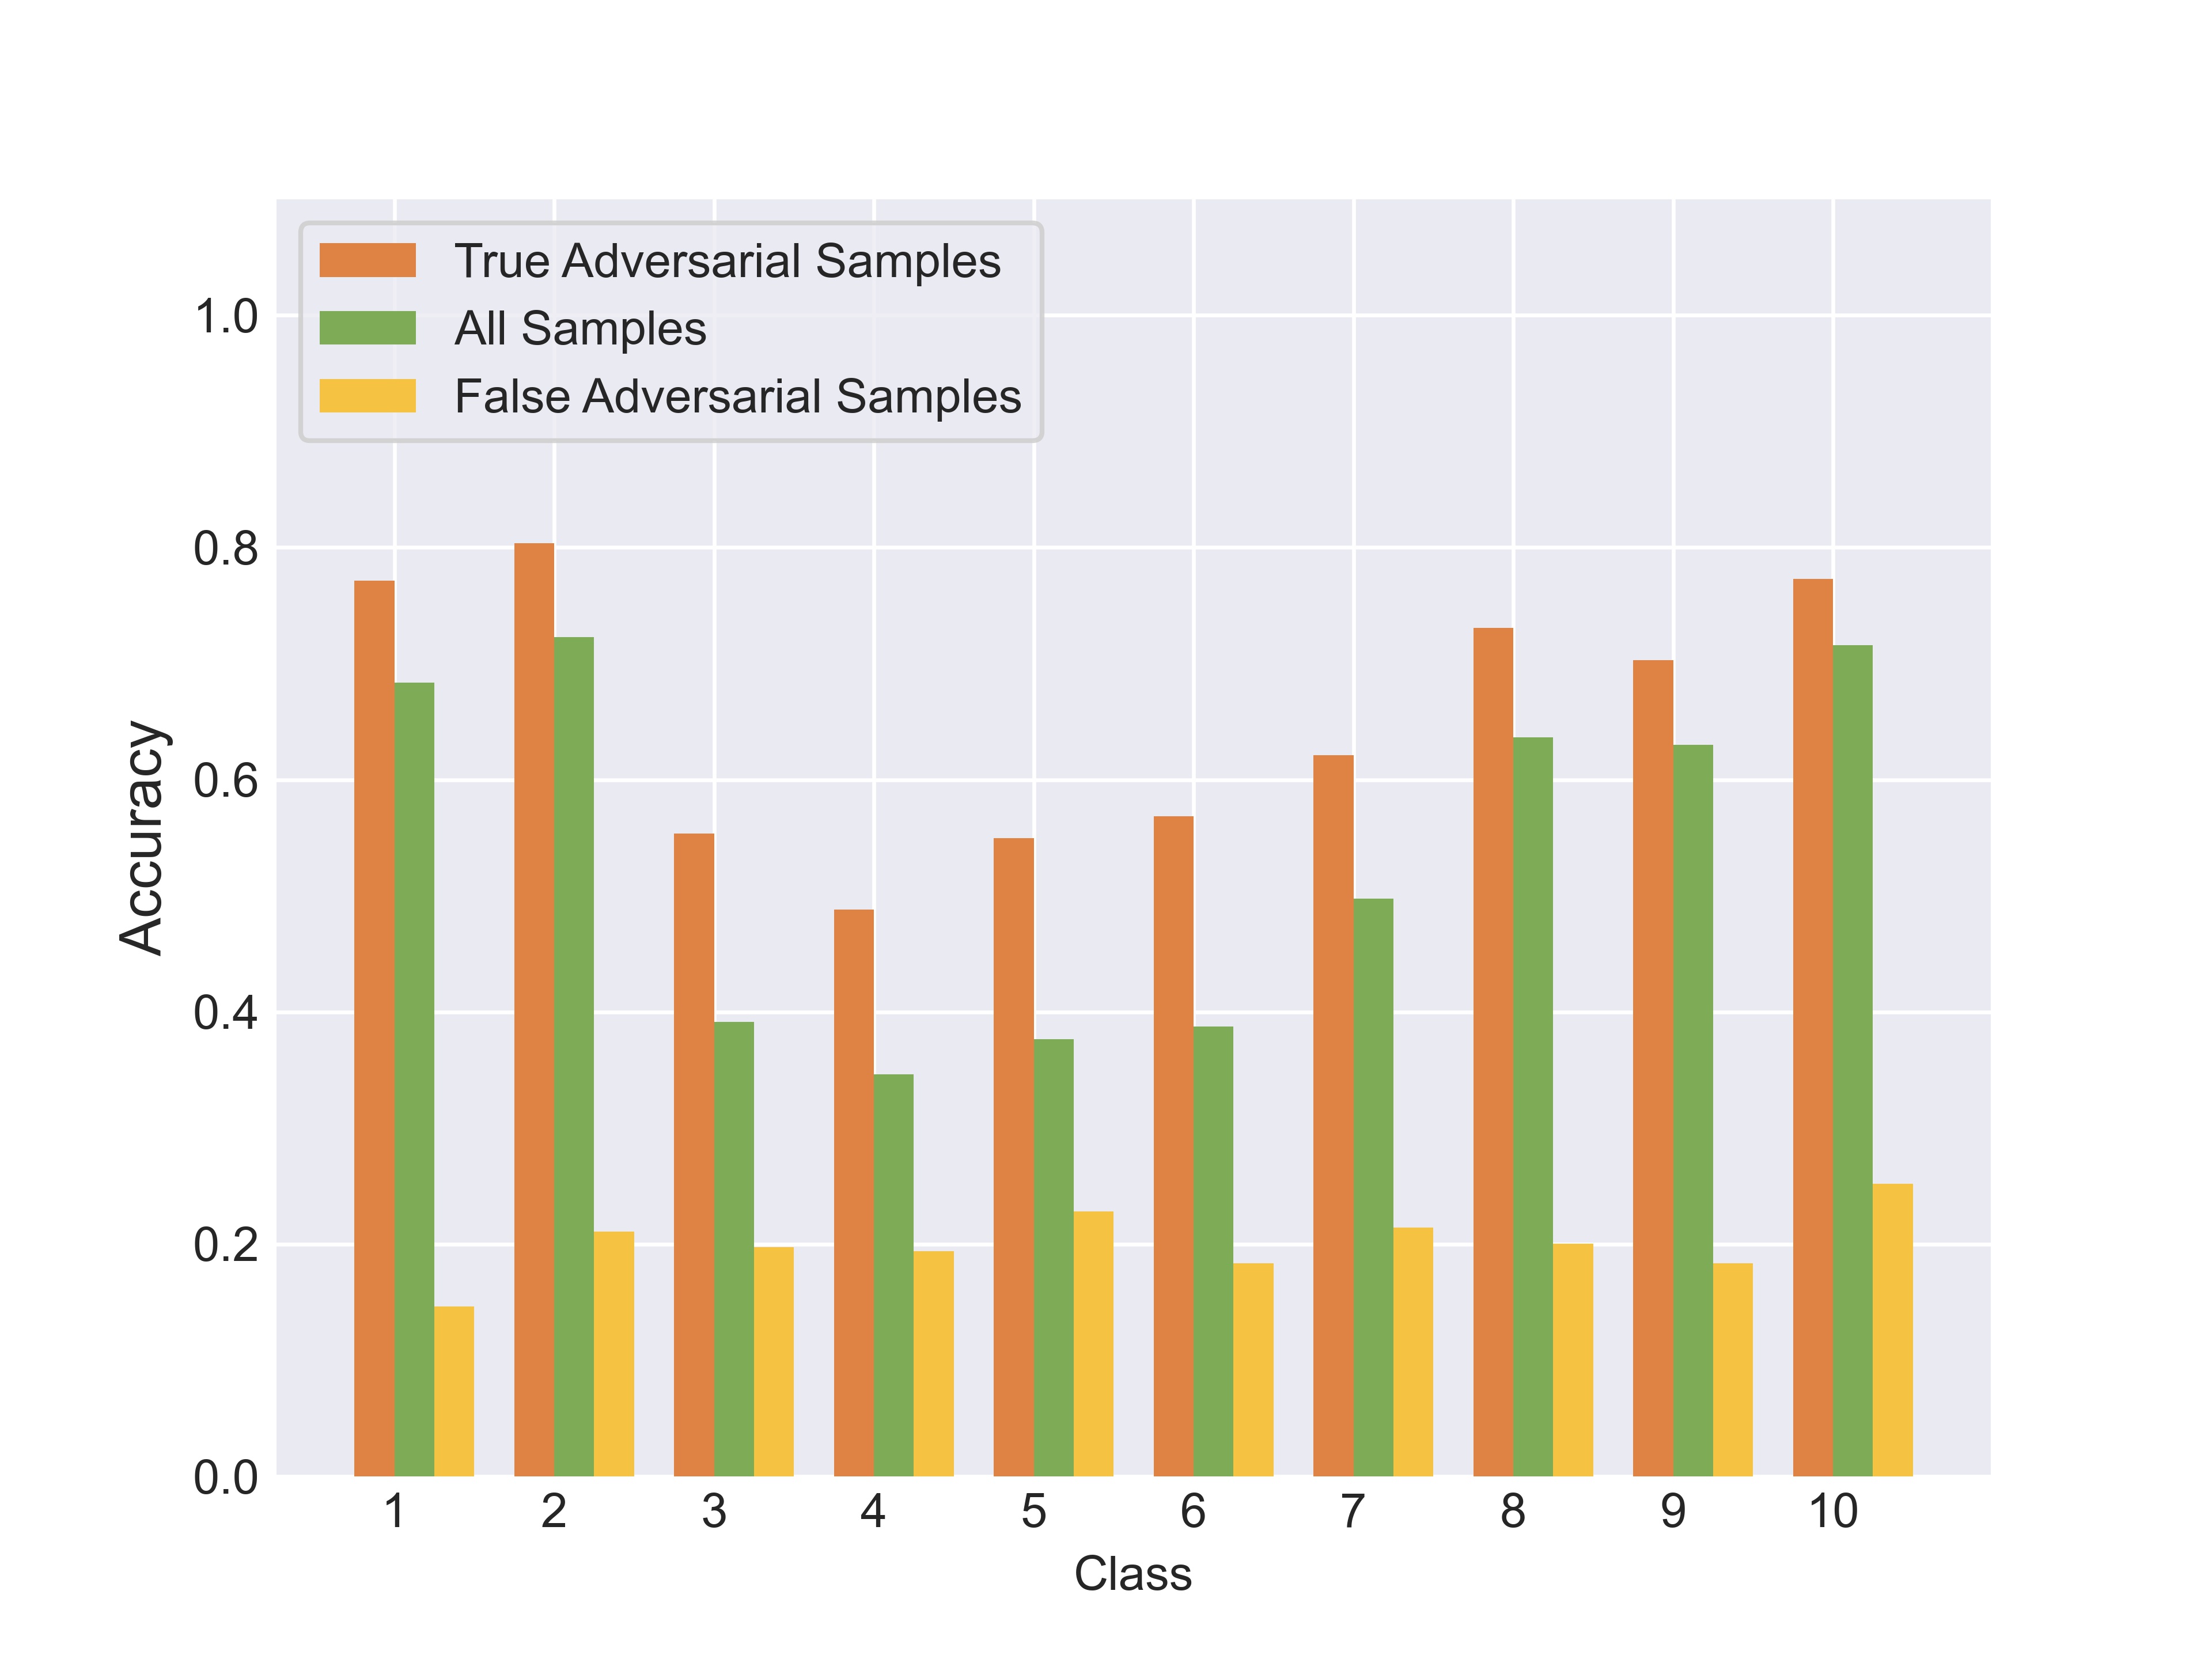 True Adversarial Samples
All Samples
False Adversarial Samples
1.0
0.8
0.6
0.4
0.2
0.0
Accuracy
1 2 3 4 5 6 7 8 9 10
Class